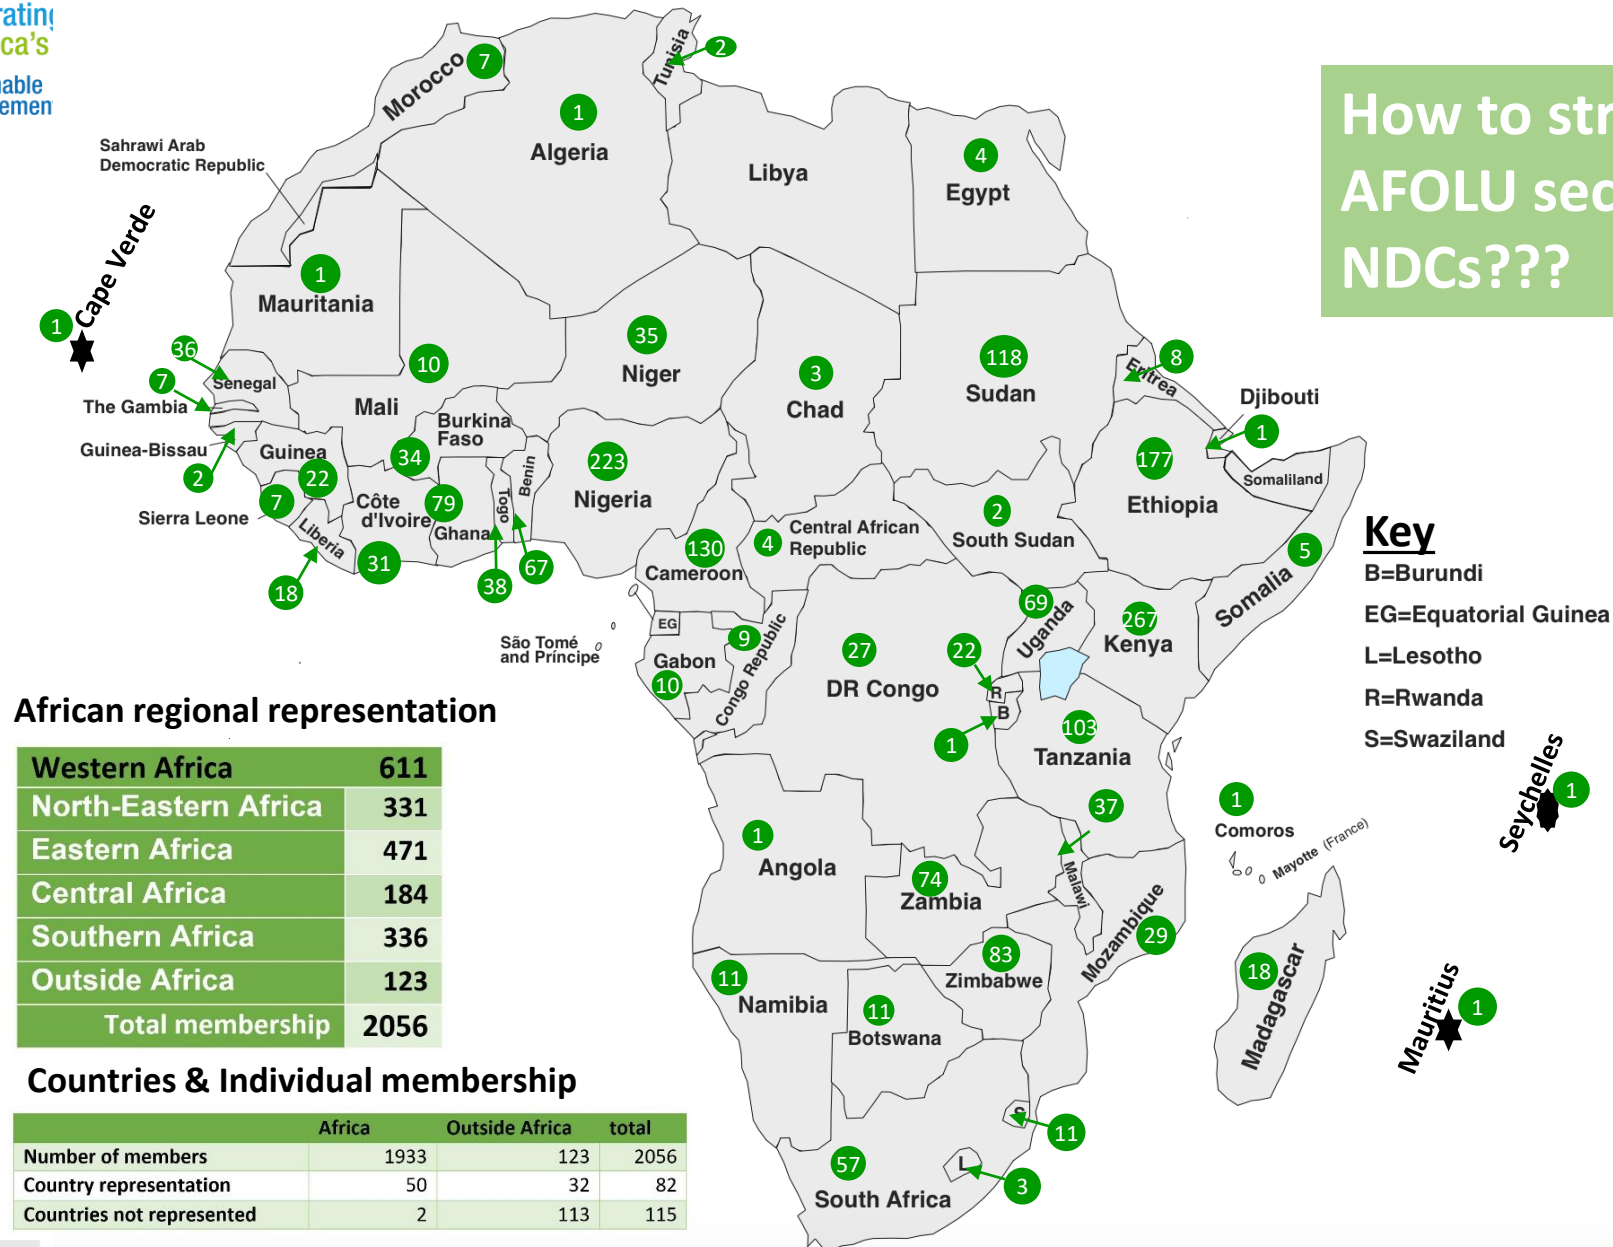 rating
ca's
nable
ement
How to str
AFOLU sec
NDCs???
Morocco
7
Tunisia
2
1
Algeria
Libya
4
Egypt
Sahrawi Arab
Democratic Republic
Cape Verde
1
1
Mauritania
36
Senegal
7
The Gambia
Guinea-Bissau
2
10
Mali
35
Niger
3
Chad
118
Sudan
8
Eritrea
Djibouti
1
Burkina
Faso
34
Guinea
22
7
Sierra Leone
Liberia
18
Côte
d'Ivoire
31
79
Ghana
Togo
38
Benin
67
223
Nigeria
177
Ethiopia
Somaliland
5
Somalia
2
South Sudan
4
Central African
Republic
130
Cameroon
EG
São Tomé
and Príncipe
Gabon
10
9
Congo Republic
27
DR Congo
69
Uganda
267
Kenya
22
R
B
1
103
Tanzania
37
Malawi
1
Comoros
Mayotte (France)
Seychelles
1
1
Angola
74
Zambia
Mozambique
29
83
Zimbabwe
11
Namibia
11
Botswana
18
Madagascar
Mauritius
1
S
11
57
South Africa
L
3
Key
B=Burundi
EG=Equatorial Guinea
L=Lesotho
R=Rwanda
S=Swaziland
African regional representation
Western Africa 611
North-Eastern Africa 331
Eastern Africa 471
Central Africa 184
Southern Africa 336
Outside Africa 123
Total membership 2056
Countries & Individual membership
Africa Outside Africa total
Number of members 1933 123 2056
Country representation 50 32 82
Countries not represented 2 113 115